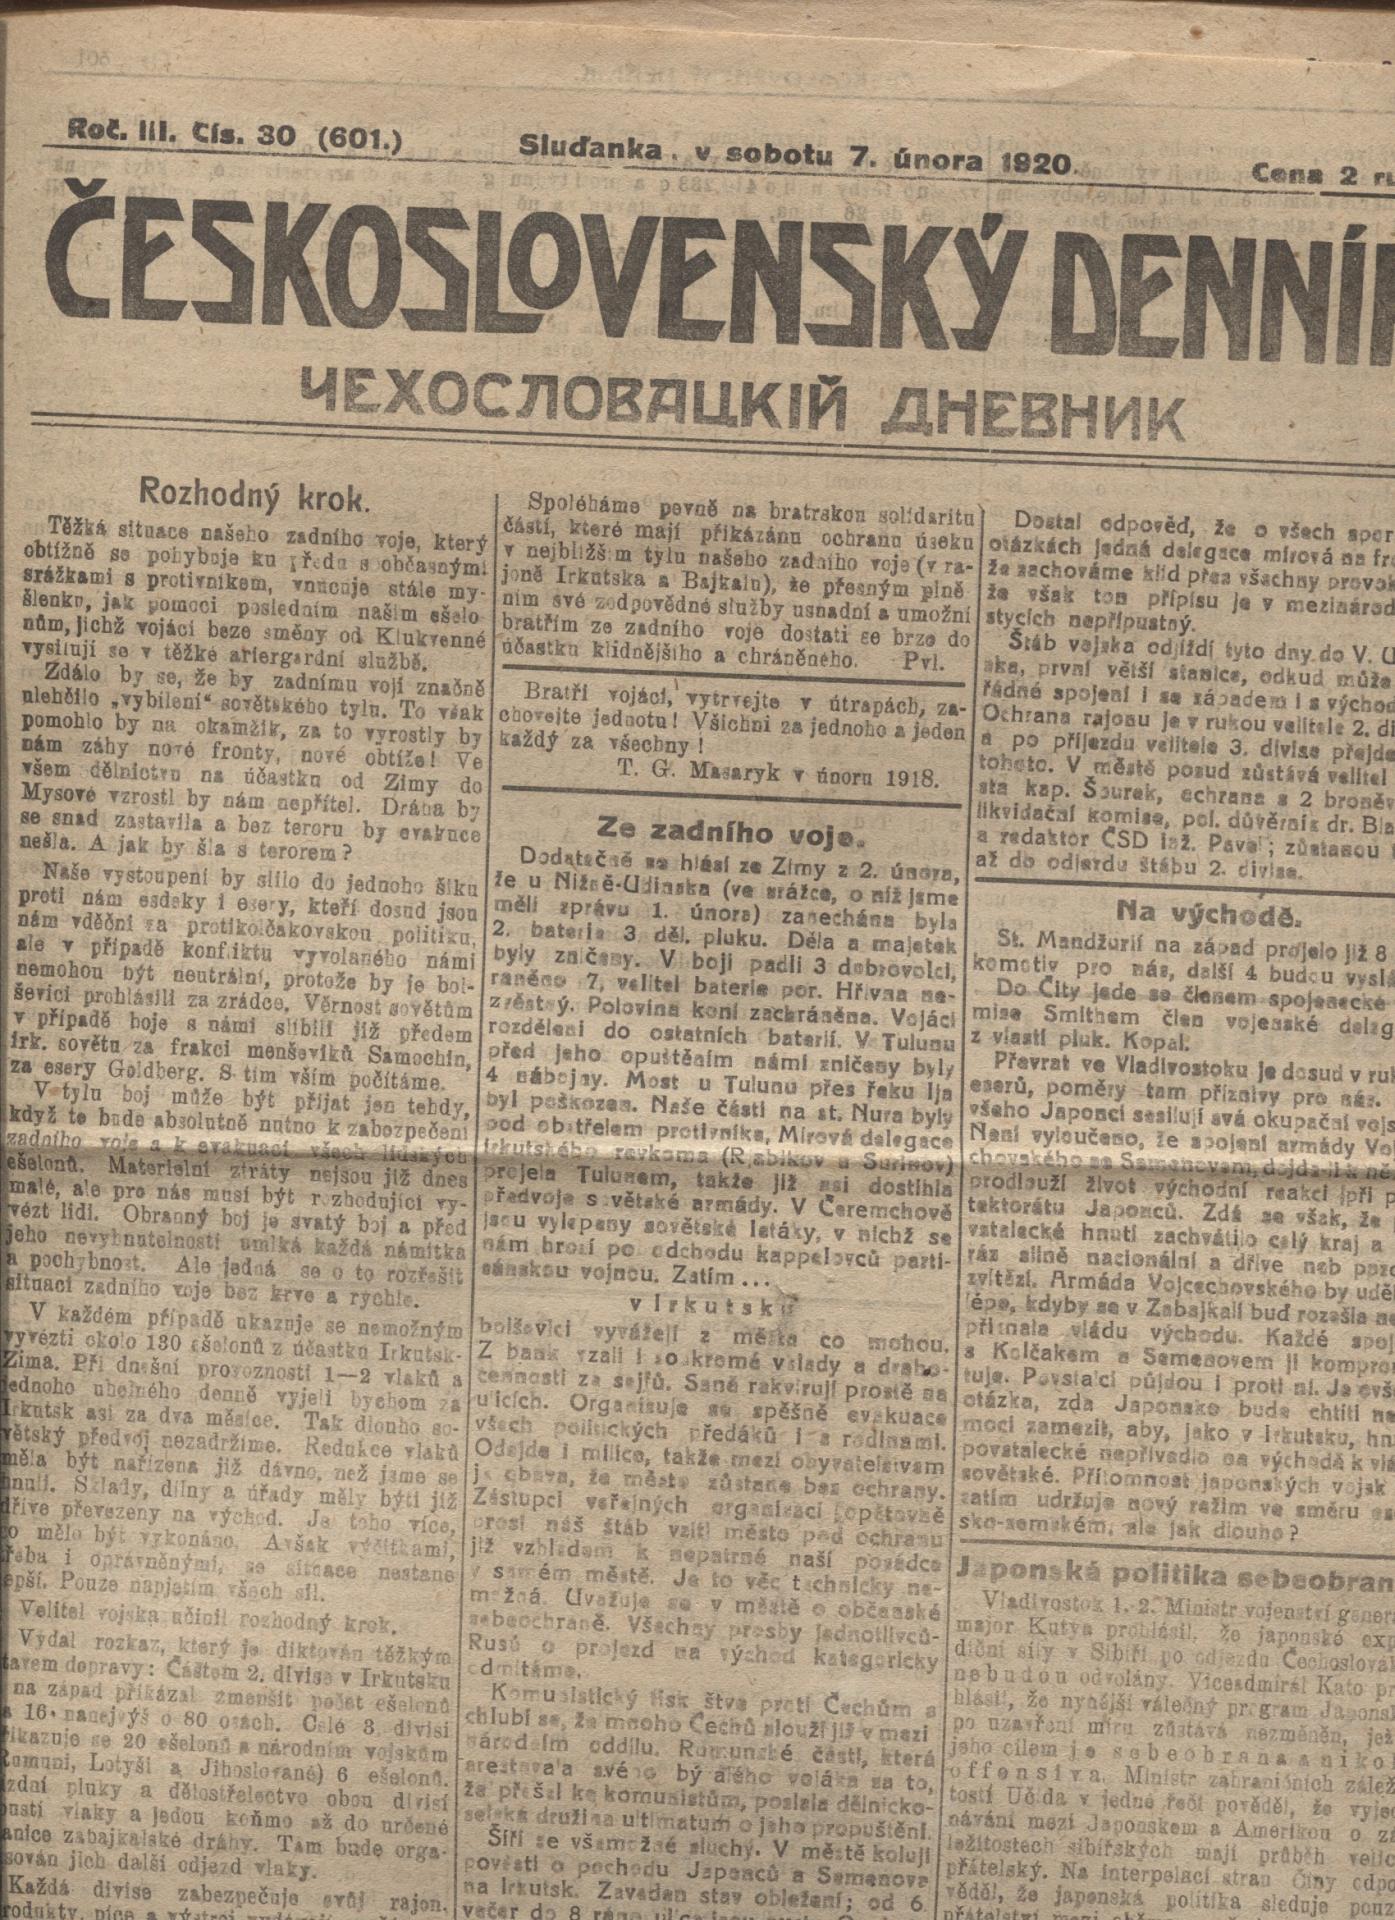 Roč. III. Čís. 30 (601.)
Sluďanka, v sobotu 7. února 1920.
Cena 2 ru
ČESKOSLOVENSKÝ DENNÍ
ЧЕХОСЛОВАЦКІЙ ДНЕВНИК
Rozhodný krok.
Těžká situace našeho zadního voje, který
obtížně se pohybuje ku předu s občasnými
srážkami s protivníkem, vnucuje stále my-
šlenku, jak pomoci posledním našim ešelo-
nům, jichž vojáci beze směny od Klukvenné
vysilují se v těžké ariergardní službě.
Zdálo by se, že by zadnímu voji značně
ulehčilo „vybílení“ sovětského tylu. To však
pomohlo by na okamžik, za to vyrostly by
nám záhy nové fronty, nové obtíže! Ve
všem dělnictvu na účastku od Zimy do
Mysové vzrostl by nám nepřítel. Dráha by
se snad zastavila a bez teroru by evakuce
nešla. A jak by šla s terorem?
Naše vystoupení by slilo do jednoho šiku
proti nám esdeky i esery, kteří dosud jsou
nám vděčni za protikolčakovskou politiku,
ale v případě konfliktu vyvolaného námi
nemohou být neutrální, protože by je bol-
ševici prohlásili za zrádce. Věrnost sovětům
v případě boje s námi slíbili již předem
irk. sovětu za frakci menševiků Samochin,
za esery Goldberg. S tím vším počítáme.
V tylu boj může být přijat jen tehdy,
když to bude absolutně nutno k zabezpečení
zadního voje a k evakuaci všech lidských
ešelonů. Materielní ztráty nejsou již dnes
malé, ale pro nás musí být rozhodující vy-
vézt lidi. Obranný boj je svatý boj a před
jeho nevyhnutelností umlká každá námitka
a pochybnost. Ale jedná se o to rozřešit
situaci zadního voje bez krve a rychle.
V každém případě ukazuje se nemožným
vyvézti okolo 130 ešelonů z účastku Irkutsk-
Zima. Při dnešní provoznosti 1—2 vlaků a
jednoho uhelného denně vyjeli bychom za
Irkutsk asi za dva měsíce. Tak dlouho so-
větský předvoj nezadržíme. Redukce vlaků
měla být nařízena již dávno, než jsme se
hnuli. Sklady, dílny a úřady měly býti již
dříve převezeny na východ. Je toho více,
co mělo být vykonáno. Avšak výčitkami,
třeba i oprávněnými, se situace nestane
lepší. Pouze napjetím všech sil.
Velitel vojska učinil rozhodný krok.
Vydal rozkaz, který je diktován těžkým
stavem dopravy: Částem 2. divise v Irkutsku
na západ přikázal zmenšit počet ešelonů
a 16. nanejvýš o 80 osách. Celé 3. divisi
přikazuje se 20 ešelonů a národním vojskům
Rumuni, Lotyši a Jihoslované) 6 ešelonů.
zdní pluky a dělostřelectvo obou divisí
pustí vlaky a jedou koňmo až do určené
stanice zabajkalské dráhy. Tam bude orga-
isován jich další odjezd vlaky.
Každá divise zabezpečuje svůj rajon.
Spoléháme pevně na bratrskou solidaritu
částí, které mají přikázánu ochranu úseku
v nejbližším tylu našeho zadního voje (v ra-
joně Irkutska a Bajkalu), že přesným plně
ním své zodpovědné služby usnadní a umožní
bratřím ze zadního voje dostati se brzo do
účastku klidnějšího a chráněného. Pvl.
Bratři vojáci, vytrvejte v útrapách, za-
chovejte jednotu! Všichni za jednoho a jeden
každý za všechny!
T. G. Masaryk v únoru 1918.
Ze zadního voje.
Dodatečně se hlásí ze Zimy z 2. února,
že u Nižně-Udinska (ve srážce, o níž jsme
měli zprávu 1. února) zanechána byla
2. baterie 3 děl. pluku. Děla a majetek
byly zničeny. V boji padli 3 dobrovolci,
raněno 7, velitel baterie por. Hřivna ne-
zvěstný. Polovina koní zachráněna. Vojáci
rozděleni do ostatních baterií. V Tulunu
před jeho opuštěním námi zničeny byly
4 náboiny. Most u Tulunu přes řeku Ija
byl poškozen. Naše části na st. Nura byly
pod obstřelem protivníka. Mírová delegace
irkutského revkoma (Rjabikov a Surinov)
projela Tulunem, takže již asi dostihla
předvoje sovětské armády. V Čeremchově
jsou vylepeny sovětské letáky, v nichž se
nám hrozí po odchodu kappelovců parti-
sánskou vojnou. Zatím...
v Irkutsku
bolševici vyvážejí z města co mohou.
Z bank vzali i soukromé vklady a draho-
cennosti ze sejfů. Saně rekvirují prostě na
ulicích. Organisuje se spěšně evakuace
všech politických předáků i s rodinami.
Odejde i milice, takže mezi obyvatelstvem
je obava, že město zůstane bez ochrany.
Zástupci veřejných organisací opětovně
prosí náš štáb vzíti město pod ochranu
již vzhledem k nepatrné naší posádce
v samém městě. Je to věc technicky ne-
možná. Uvažuje se v městě o občanské
sebeochraně. Všechny prosby jednotlivců-
Rusů o projezd na východ kategoricky
odmítáme.
Komunistický tisk štve proti Čechům a
chlubí se, že mnoho Čechů slouží již v mezi
národním oddílu. Rumunské části, která
arestovala svého bývalého vojáka za to,
že přešel ke komunistům, poslala dělnicko-
selská družina ultimatum o jeho propuštění.
Šíří se všemožné sluchy. V městě kolují
pověsti o pochodu Japonců a Semenova
na Irkutsk. Zaveden stav obležení; od 6
Dostal odpověd, že o všech spor
otázkách jedná delegace mírová na fro
že zachováme klid přes všechny provok
že však ton přípisu je v mezinárod
stycích nepřípustný.
Štáb vojska odjíždí tyto dny do V. U
ska, první větší stanice, odkud může
řádné spojení i se západem i s východ
Ochrana rajonu je v rukou velitele 2. di
a po příjezdu velitele 3. divise přejde
tohoto. V městě posud zůstává velitel
sta kap. Šourek, ochrana s 2 broněv
likvidační komise, pol. důvěrník dr. Bla
a redaktor ČSD inž. Pavel; zůstanou
až do odjezdu štábu 2. divise.
Na východě.
St. Mandžurií na západ projelo již 8
komotiv pro nás, další 4 budou vyslá
Do Čity jede se členem spojenecké
mise Smithem člen vojenské deleg
z vlasti pluk. Kopal.
Převrat ve Vladivostoku je dosud v ruk
eserů, poměry tam příznivy pro nás.
všeho Japonci sesilují svá okupační vojs
Není vyloučeno, že spojení armády Voj
chovského se Semenovem, dojde-li k ně
prodlouží život východní reakci (při p
tektorátu Japonců. Zdá se však, že
vstalecké hnutí zachvátilo celý kraj a
ráz silně nacionální a dříve neb pozd
zvítězí. Armáda Vojcechovského by uděl
lépe, kdyby se v Zabajkalí buď rozešla ne
přiznala vládu východu. Každé spoj
s Kolčakem a Semenovem ji kompro
tuje. Povstalci půjdou i proti ní. Je ovš
otázka, zda Japonsko bude chtíti ne
moci zamezit, aby, jako v Irkutsku, hn
povstalecké nepřivedlo na východě k vlá
sovětské. Přítomnost japonských vojsk
zatím udržuje nový režim ve směru es
sko-zemském, ale jak dlouho?
Japonská politika sebeobran
Vladivostok 1. 2. Ministr vojenství genera
major Kutya prohlásil, že japonské exp
diční síly v Sibiři po odjezdu Čechoslovák
nebudou odvolány. Viceadmirál Kato pr
hlásil, že nynější válečný program Japonsk
po uzavření míru zůstává nezměněn, jež
jeho cílem je sebeobrana a nikol
offensiva. Ministr zahraničních zálež
tostí Učida v jedné řeči pověděl, že vyjed
návání mezi Japonskem a Amerikou o zá
ležitostech sibiřských mají průběh velic
přátelský. Na interpelaci stran Číny odpo
věděl, že japonská politika sleduje pouz